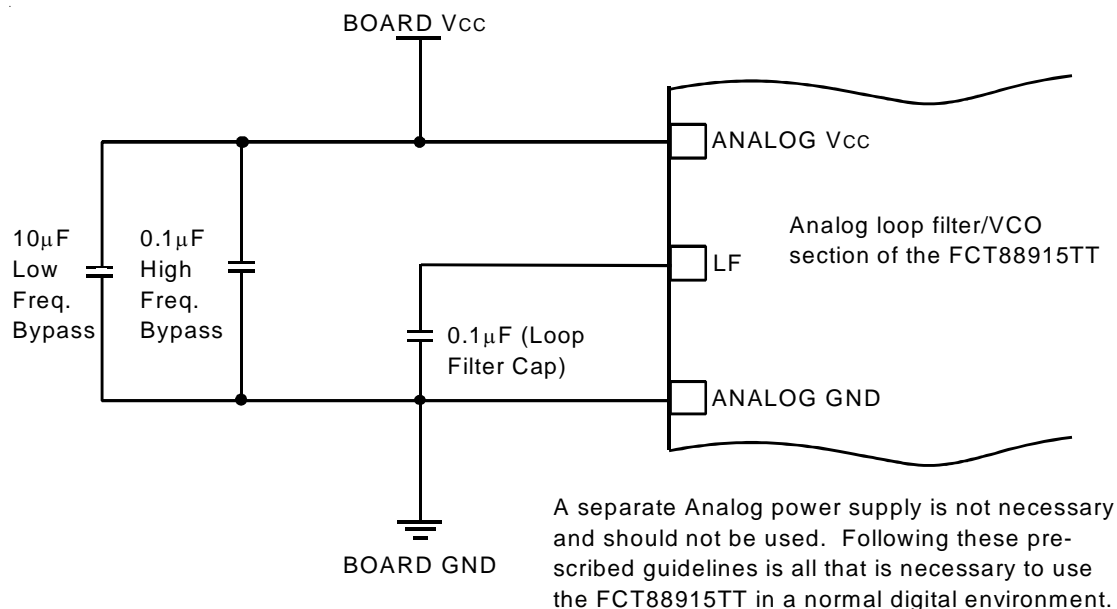 BOARD VCC
ANALOG VCC
Analog loop filter/VCO
section of the FCT88915TT
10μF
Low
Freq.
Bypass
0.1μF
High
Freq.
Bypass
LF
0.1μF (Loop
Filter Cap)
ANALOG GND
BOARD GND
A separate Analog power supply is not necessary
and should not be used.  Following these pre-
scribed guidelines is all that is necessary to use
the FCT88915TT in a normal digital environment.